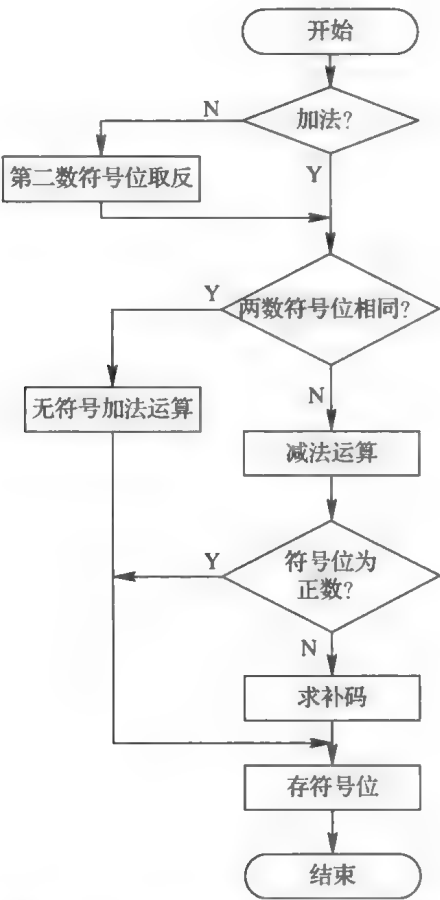 开始
N
加法?
Y
第二数符号位取反
Y
两数符号位相同?
N
无符号加法运算
减法运算
Y
符号位为
正数?
N
求补码
存符号位
结束